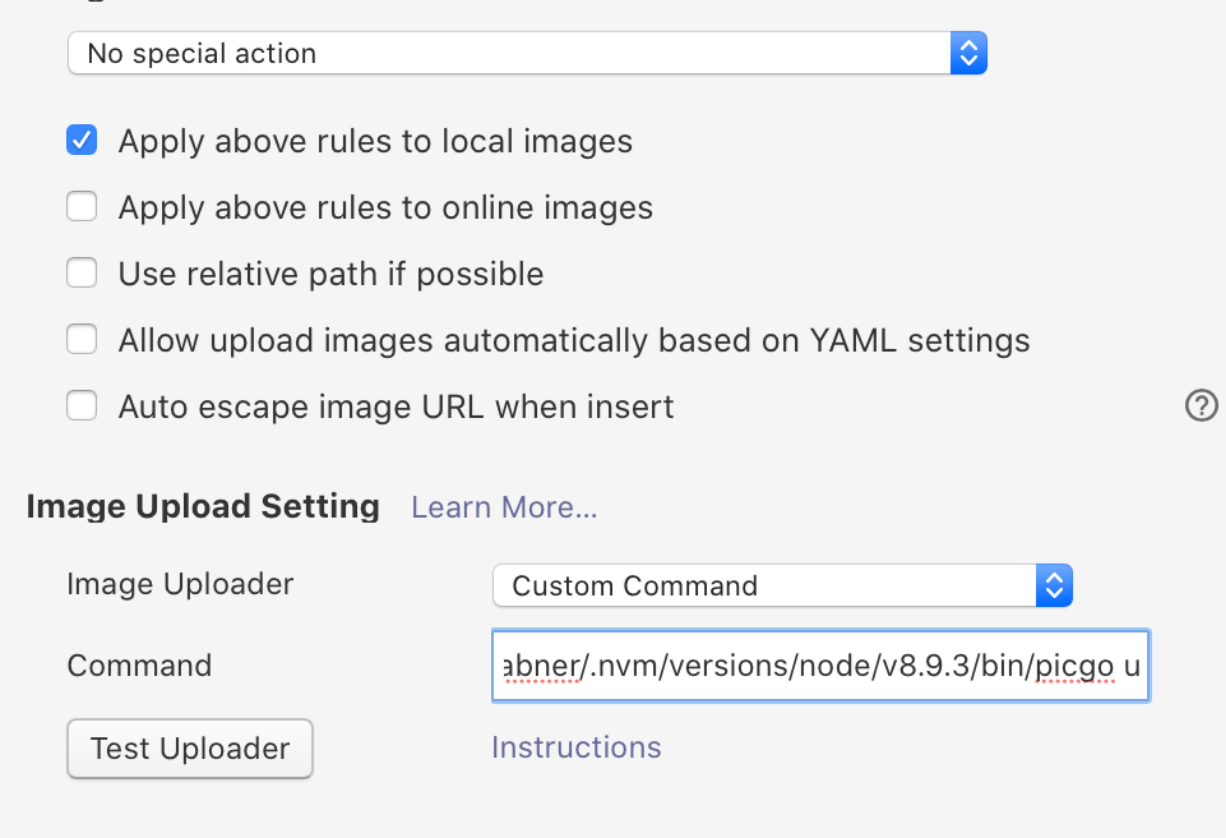 No special action
Apply above rules to local images
Apply above rules to online images
Use relative path if possible
Allow upload images automatically based on YAML settings
Auto escape image URL when insert
Image Upload Setting Learn More...
Image Uploader Custom Command
Command abner/.nvm/versions/node/v8.9.3/bin/picgo u
Test Uploader Instructions